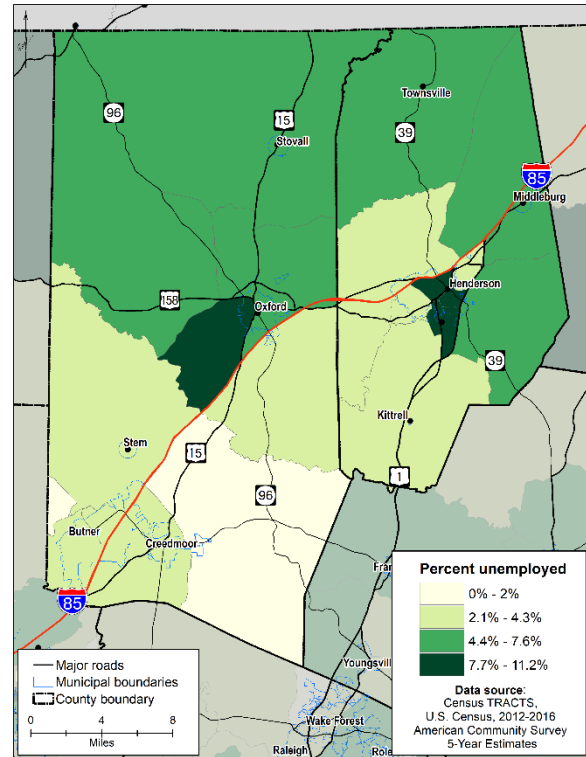 96
15
Townsville
39
Stovall
85
Middleburg
158
Oxford
Henderson
39
Kittrell
Stem
15
96
1
Butner
Creedmoor
85
Fran
Youngsvil
Wake Forest
Raleigh
Role
Percent unemployed
0% - 2%
2.1% - 4.3%
4.4% - 7.6%
7.7% - 11.2%
Data source:
Census TRACTS,
U.S. Census, 2012-2016
American Community Survey
5-Year Estimates
Major roads
Municipal boundaries
County boundary
0 4 8
Miles